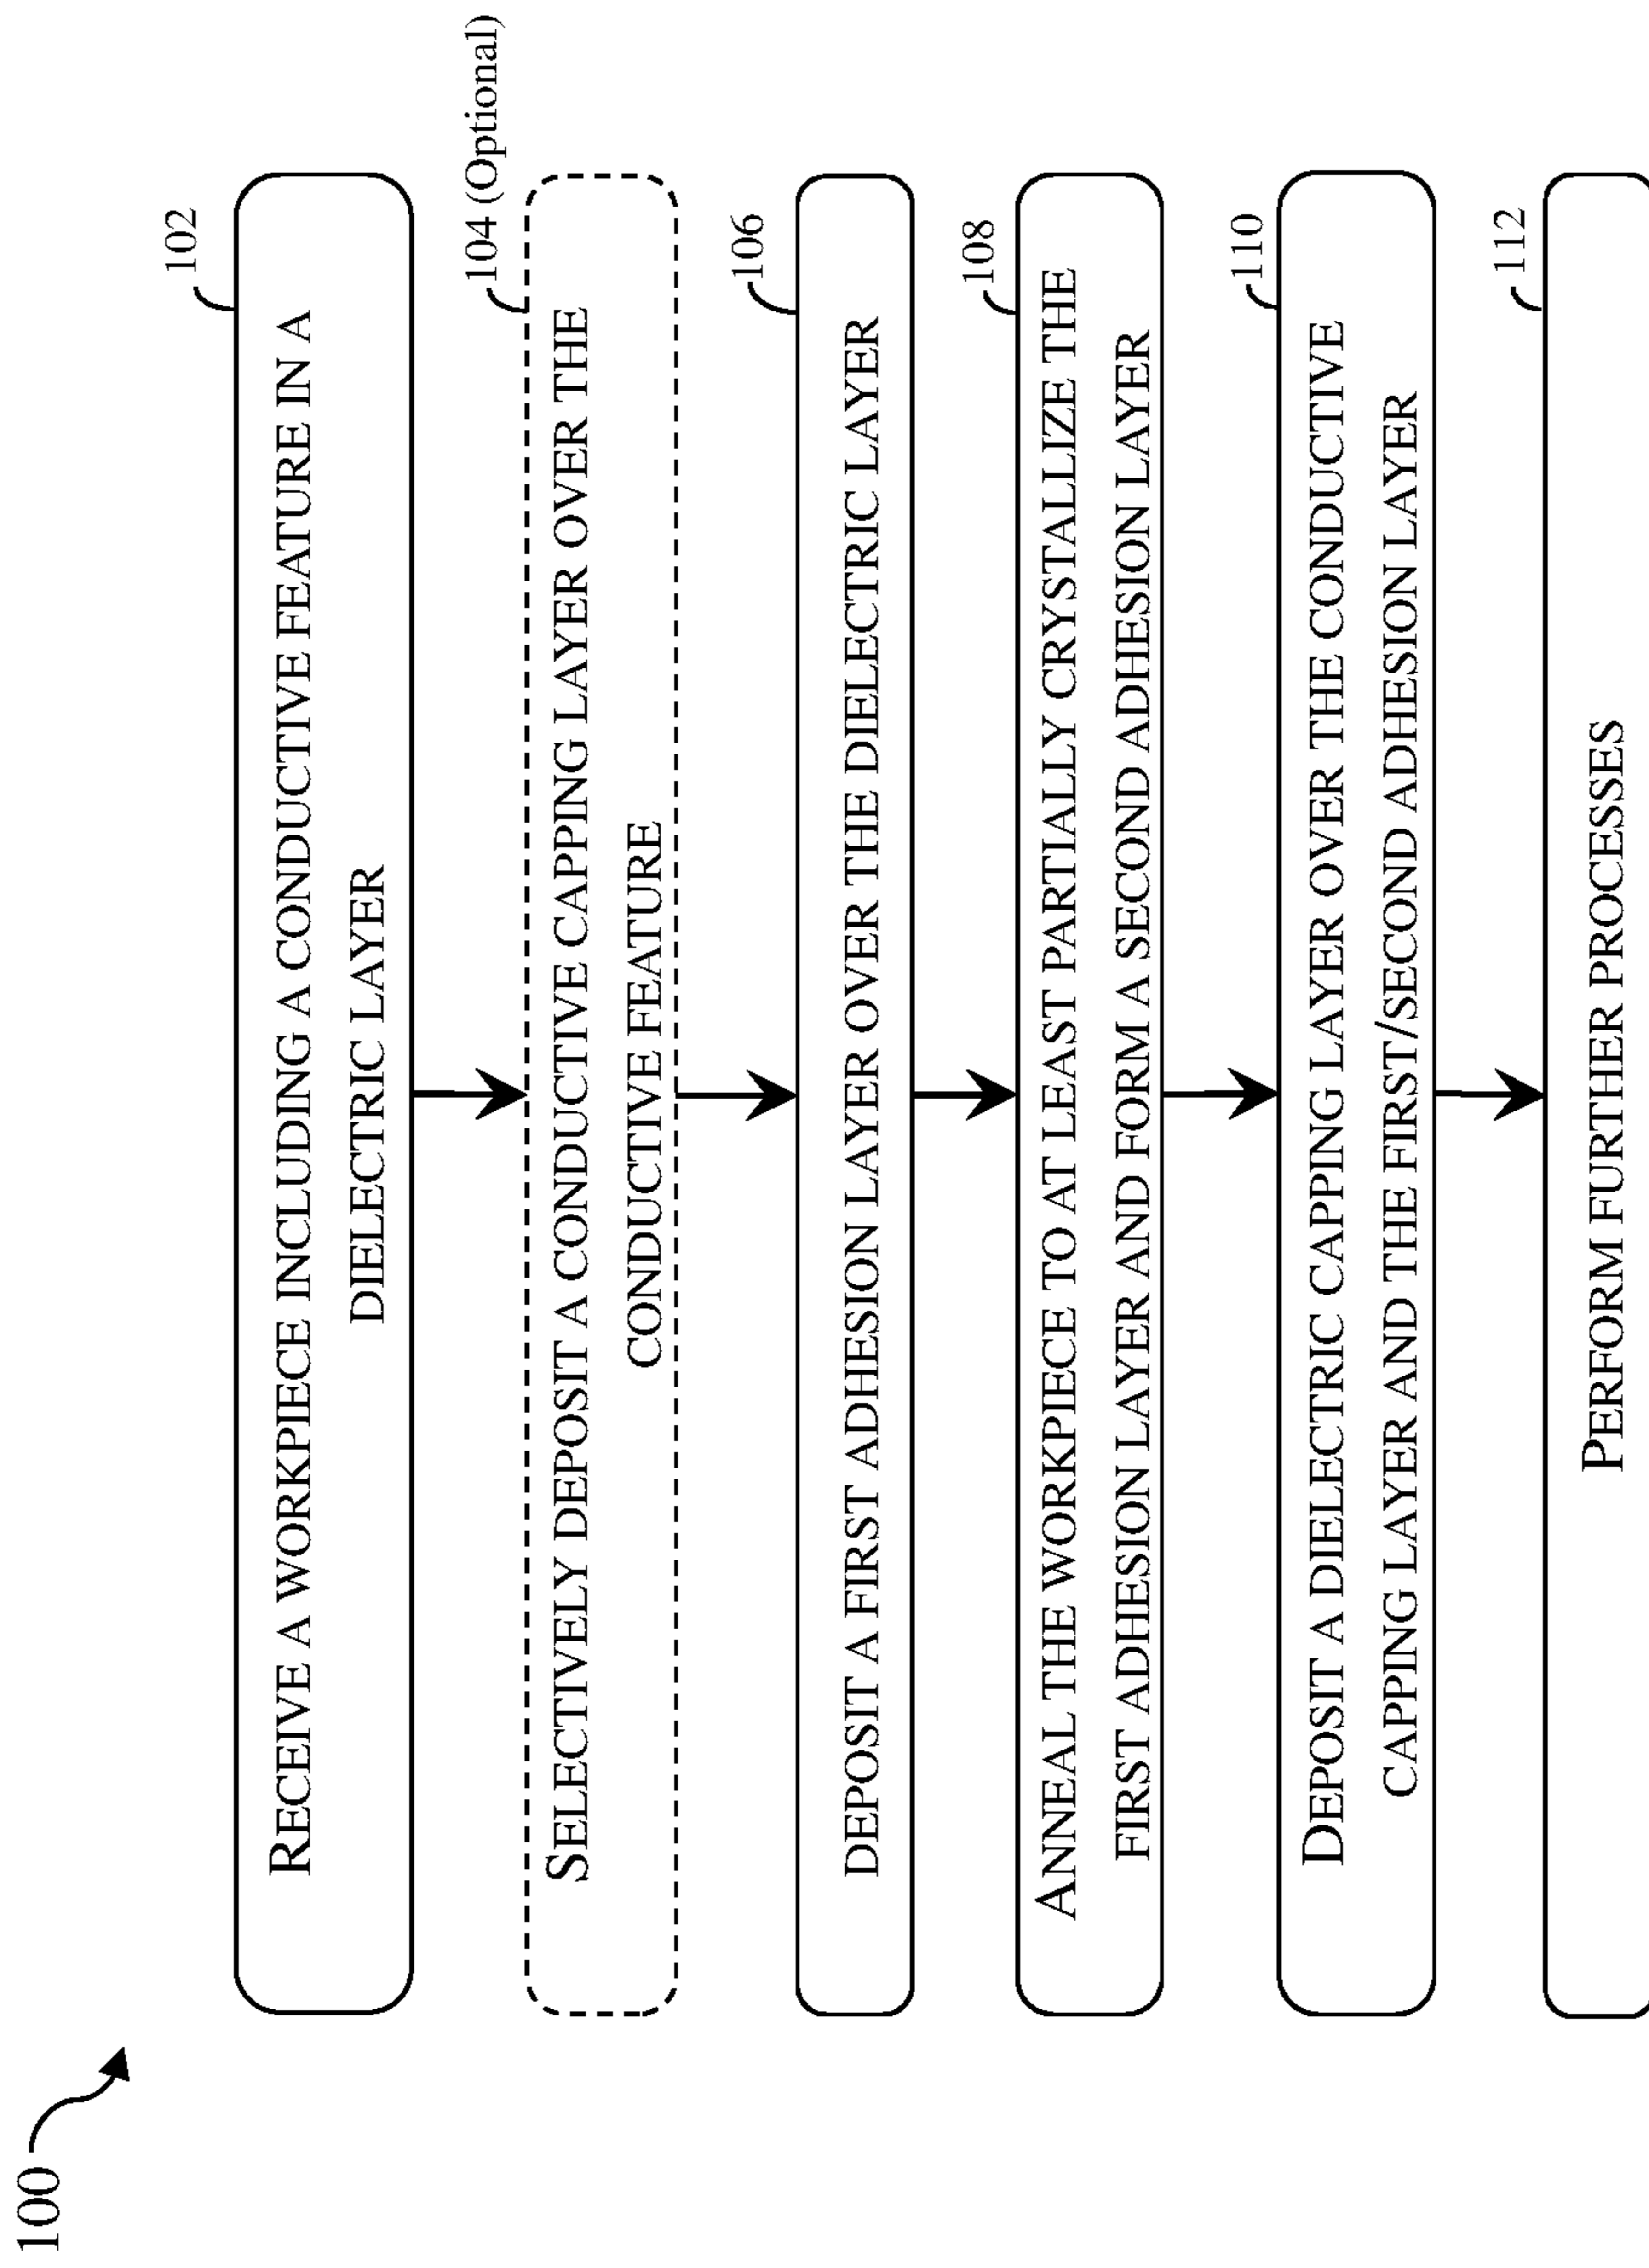 100
102
RECEIVE A WORKPIECE INCLUDING A CONDUCTIVE FEATURE IN A
DIELECTRIC LAYER
104 (Optional)
SELECTIVELY DEPOSIT A CONDUCTIVE CAPPING LAYER OVER THE
CONDUCTIVE FEATURE
106
DEPOSIT A FIRST ADHESION LAYER OVER THE DIELECTRIC LAYER
108
ANNEAL THE WORKPIECE TO AT LEAST PARTIALLY CRYSTALLIZE THE
FIRST ADHESION LAYER AND FORM A SECOND ADHESION LAYER
110
DEPOSIT A DIELECTRIC CAPPING LAYER OVER THE CONDUCTIVE
CAPPING LAYER AND THE FIRST/SECOND ADHESION LAYER
112
PERFORM FURTHER PROCESSES